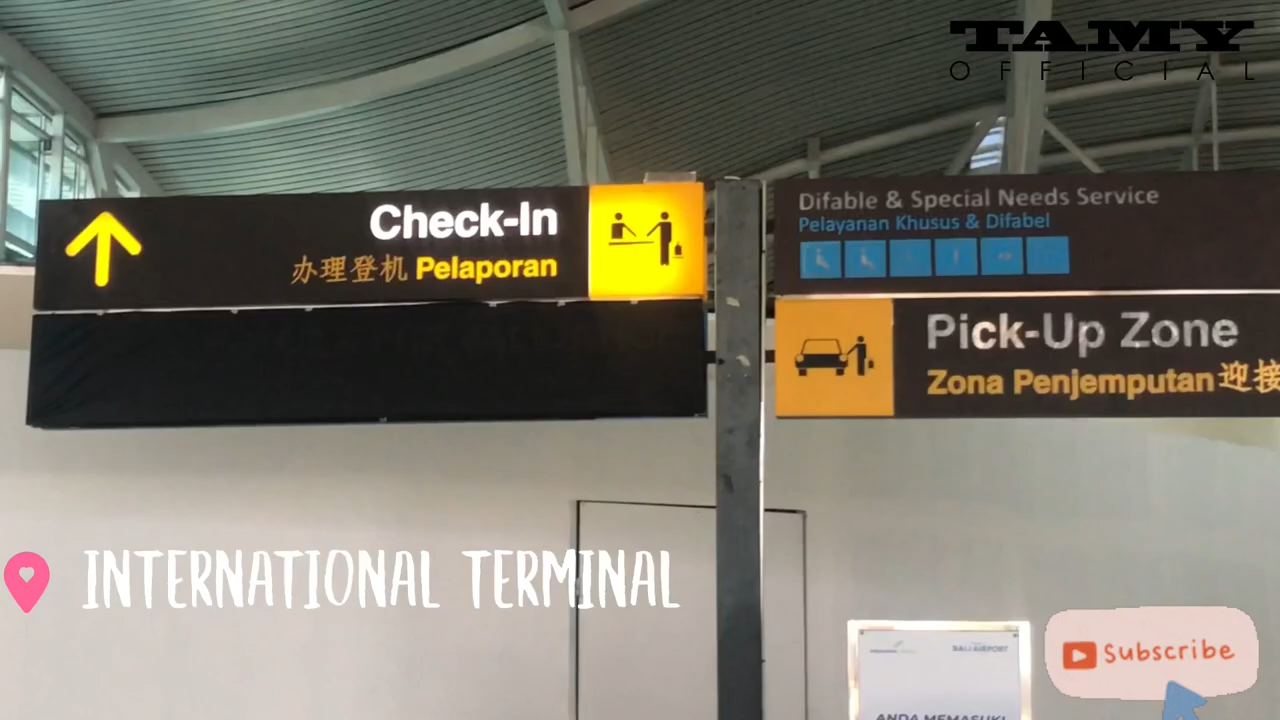 TAMY
OFFICIAL
Check-In
办理登机 Pelaporan
Difable & Special Needs Service
Pelayanan Khusus & Difabel
Pick-Up Zone
Zona Penjemputan 迎接
INTERNATIONAL TERMINAL
Subscribe
BALI AIRPORT
ANDA MEMASUKI